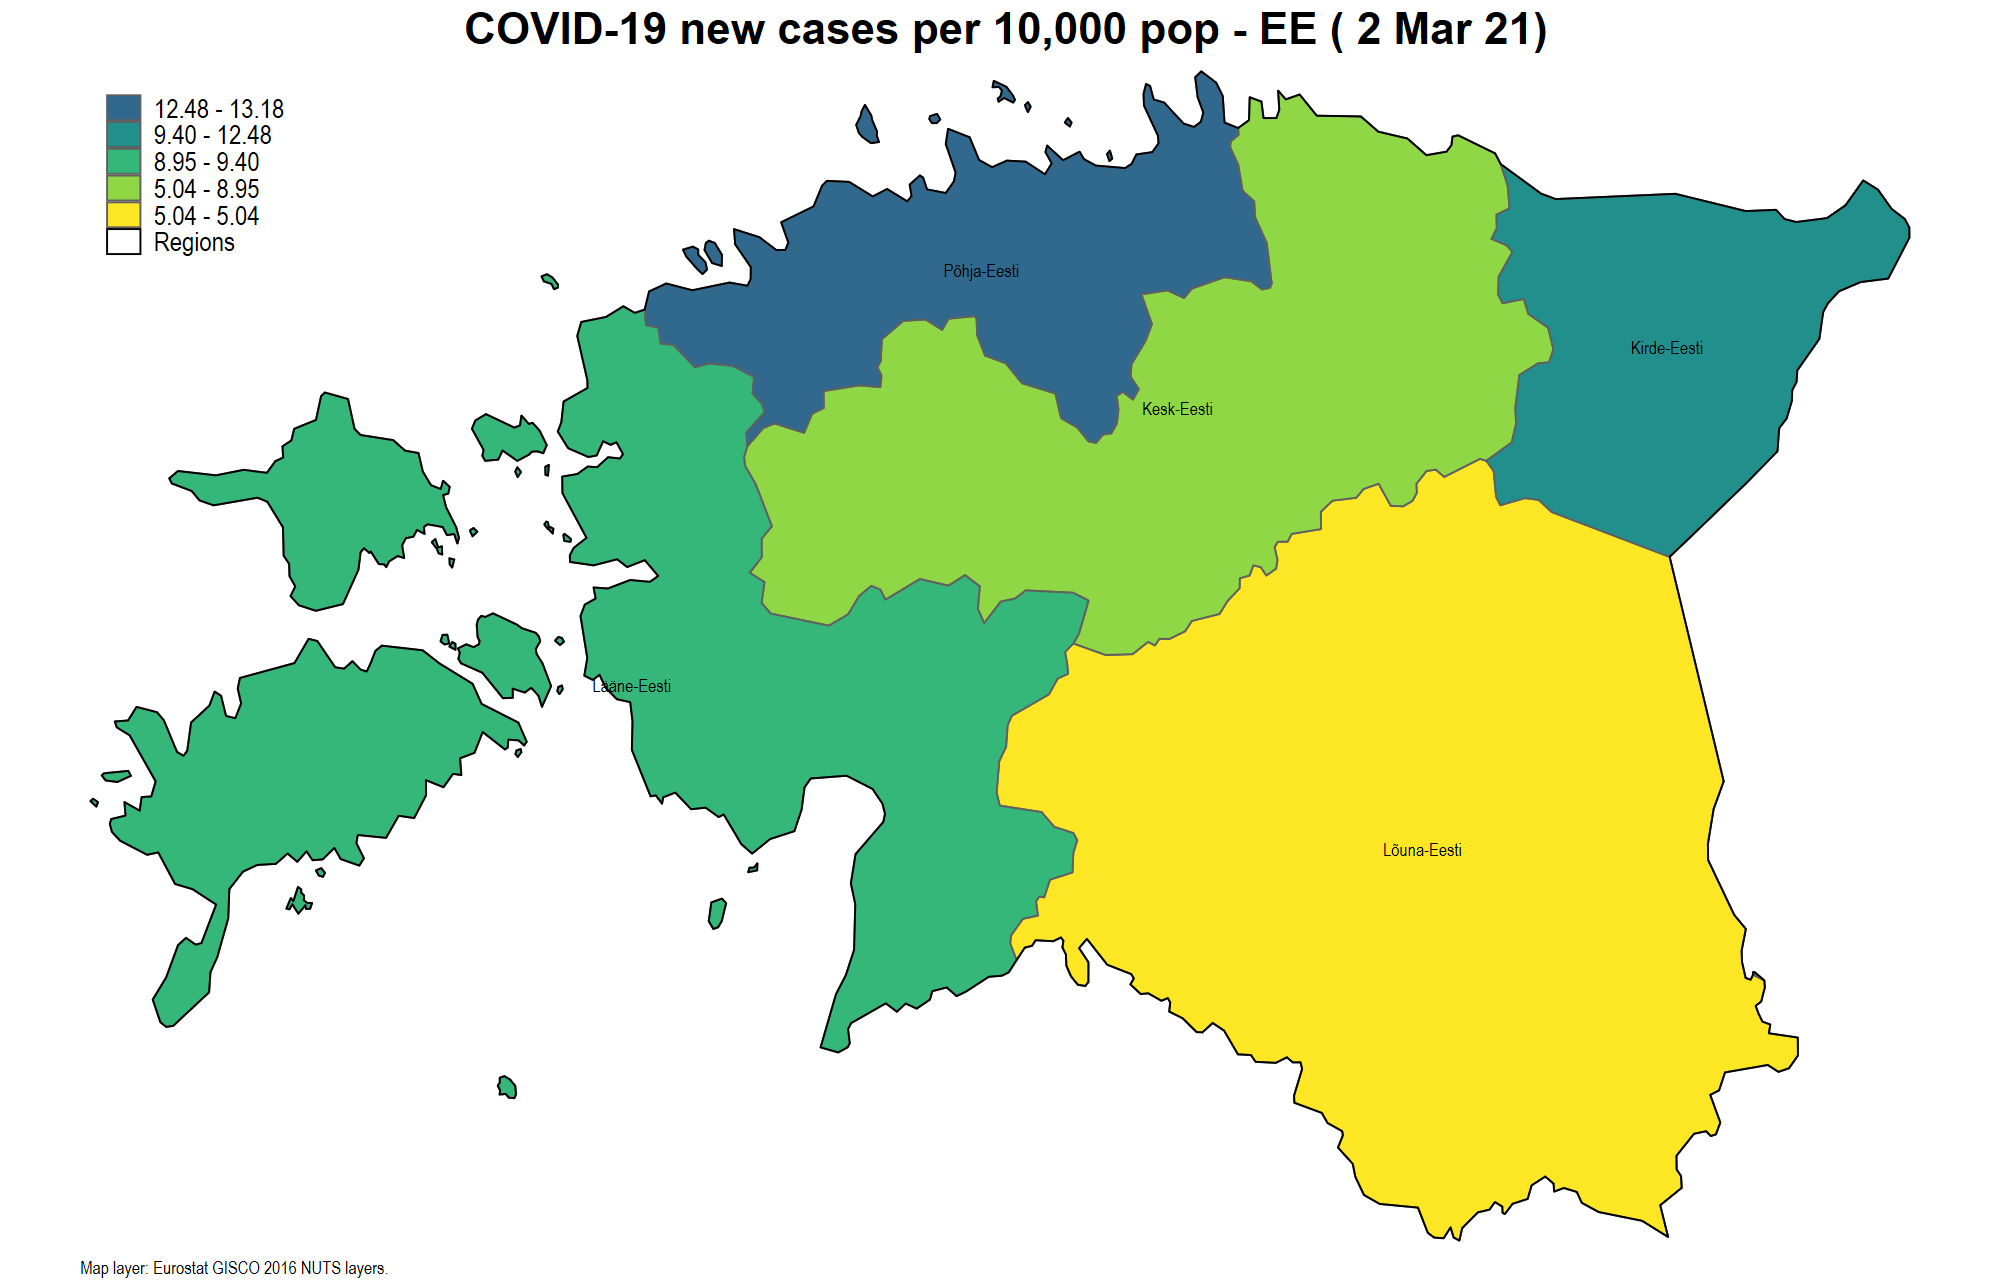 COVID-19 new cases per 10,000 pop - EE ( 2 Mar 21)
12.48 - 13.18
9.40 - 12.48
8.95 - 9.40
5.04 - 8.95
5.04 - 5.04
Regions
Põhja-Eesti
Kirde-Eesti
Kesk-Eesti
Lääne-Eesti
Lõuna-Eesti
Map layer: Eurostat GISCO 2016 NUTS layers.